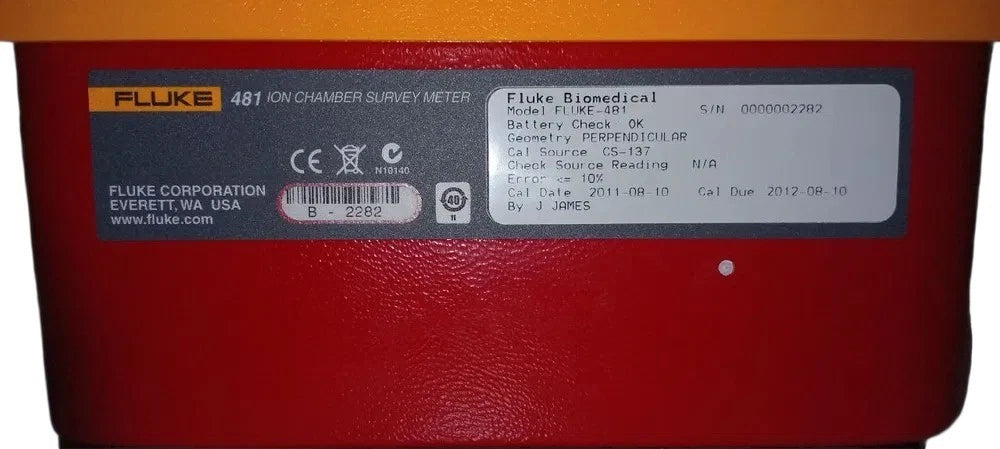 FLUKE 481 ION CHAMBER SURVEY METER
N10140
FLUKE CORPORATION
EVERETT, WA USA
www.fluke.com
B - 2282
40
Fluke Biomedical
Model FLUKE-481 S/N 0000002282
Battery Check OK
Geometry PERPENDICULAR
Cal Source CS-137
Check Source Reading N/A
Error <= 10%
Cal Date 2011-08-10 Cal Due 2012-08-10
By J JAMES